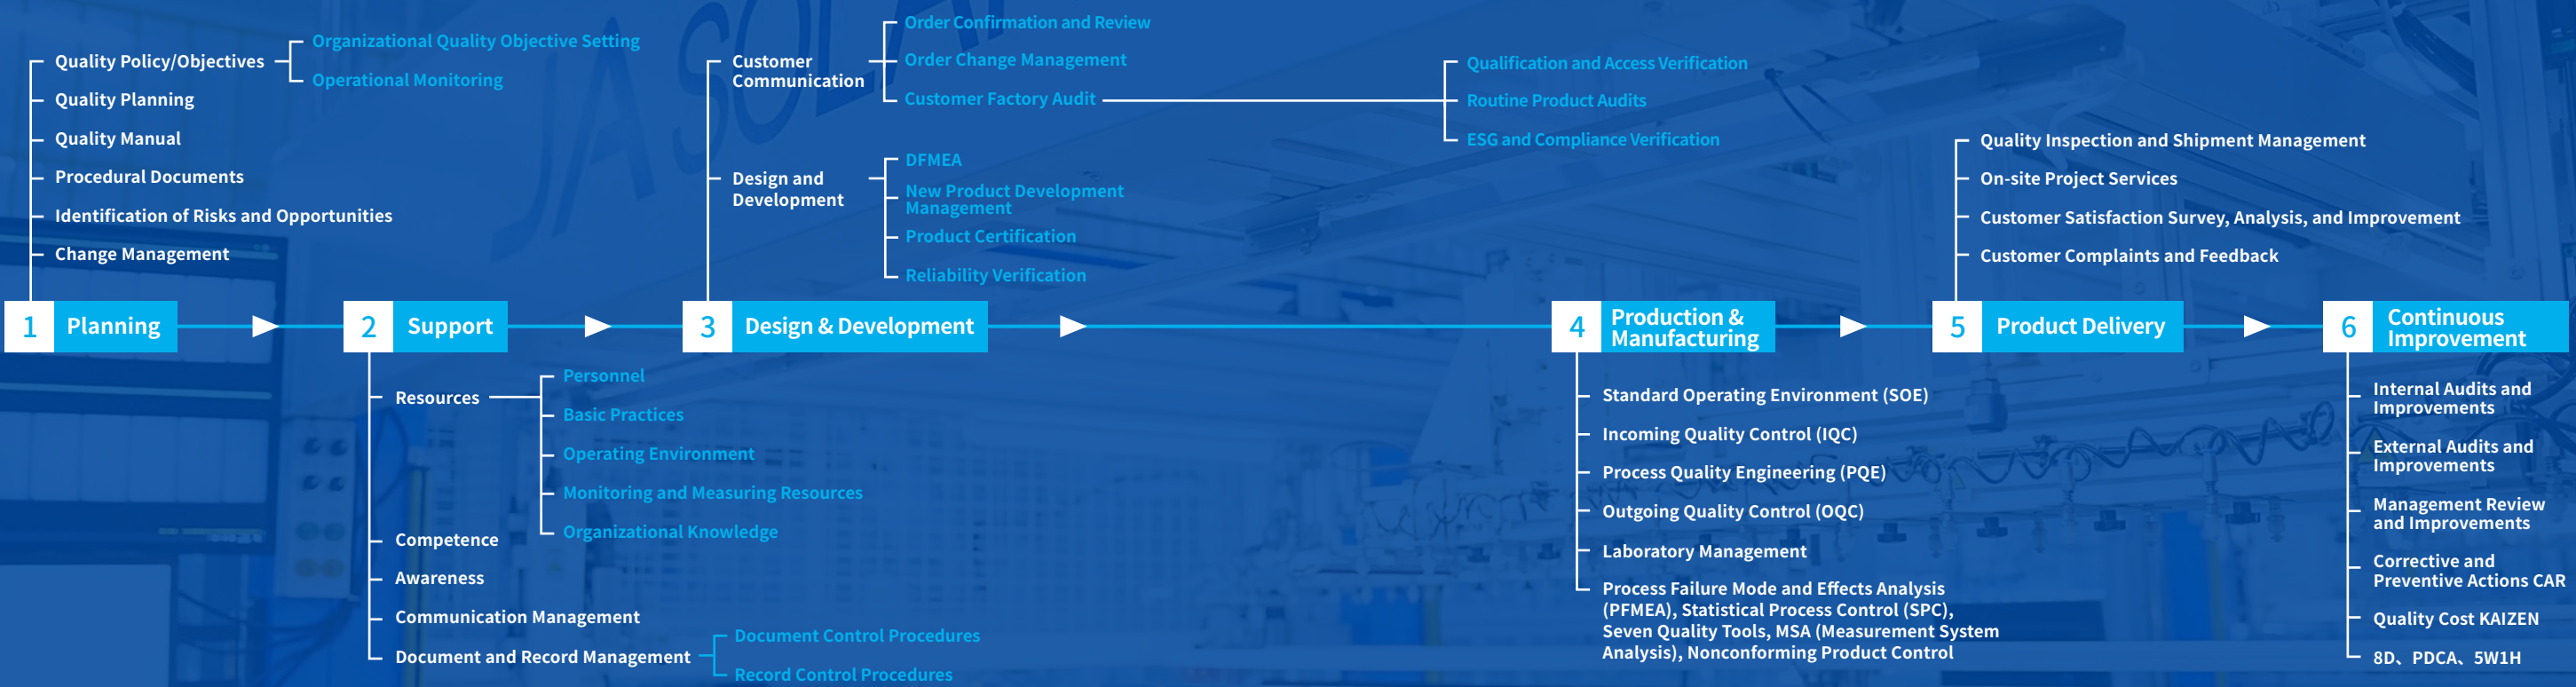 Quality Policy/Objectives
Organizational Quality Objective Setting
Operational Monitoring
Quality Planning
Quality Manual
Procedural Documents
Identification of Risks and Opportunities
Change Management
1 Planning
2 Support
Resources
Personnel
Basic Practices
Operating Environment
Monitoring and Measuring Resources
Organizational Knowledge
Competence
Awareness
Communication Management
Document and Record Management
Document Control Procedures
Record Control Procedures
JA SOLAR
Customer
Communication
Order Confirmation and Review
Order Change Management
Customer Factory Audit
Qualification and Access Verification
Routine Product Audits
ESG and Compliance Verification
Design and
Development
DFMEA
New Product Development
Management
Product Certification
Reliability Verification
3 Design & Development
4 Production &
Manufacturing
Standard Operating Environment (SOE)
Incoming Quality Control (IQC)
Process Quality Engineering (PQE)
Outgoing Quality Control (OQC)
Laboratory Management
Process Failure Mode and Effects Analysis
(PFMEA), Statistical Process Control (SPC),
Seven Quality Tools, MSA (Measurement System
Analysis), Nonconforming Product Control
Quality Inspection and Shipment Management
On-site Project Services
Customer Satisfaction Survey, Analysis, and Improvement
Customer Complaints and Feedback
5 Product Delivery
6 Continuous
Improvement
Internal Audits and
Improvements
External Audits and
Improvements
Management Review
and Improvements
Corrective and
Preventive Actions CAR
Quality Cost KAIZEN
8D、PDCA、5W1H